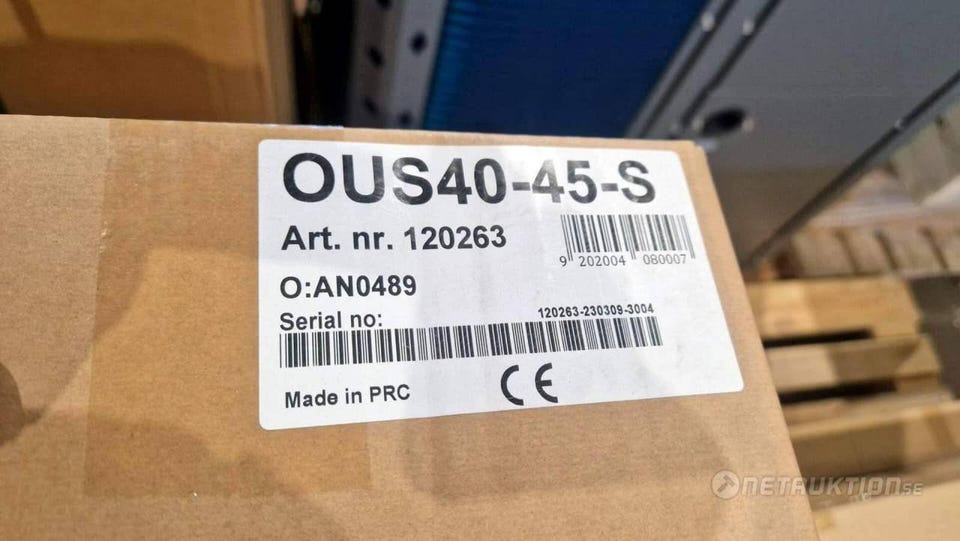 OUS40-45-S
Art. nr. 120263
9 202004 080007
O:AN0489
Serial no:
120263-230309-3004
Made in PRC
CE
NETRUKTION.SE